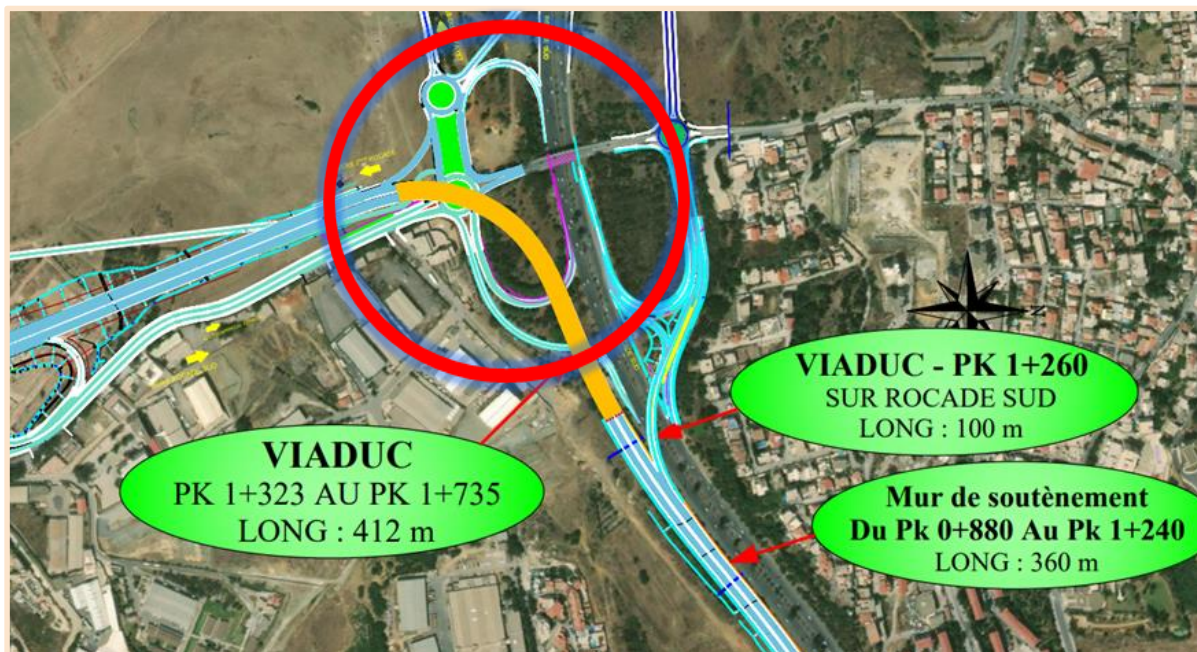 VIADUC
PK 1+323 AU PK 1+735
LONG : 412 m
VIADUC - PK 1+260
SUR ROCADE SUD
LONG : 100 m
Mur de soutènement
Du Pk 0+880 Au Pk 1+240
LONG : 360 m